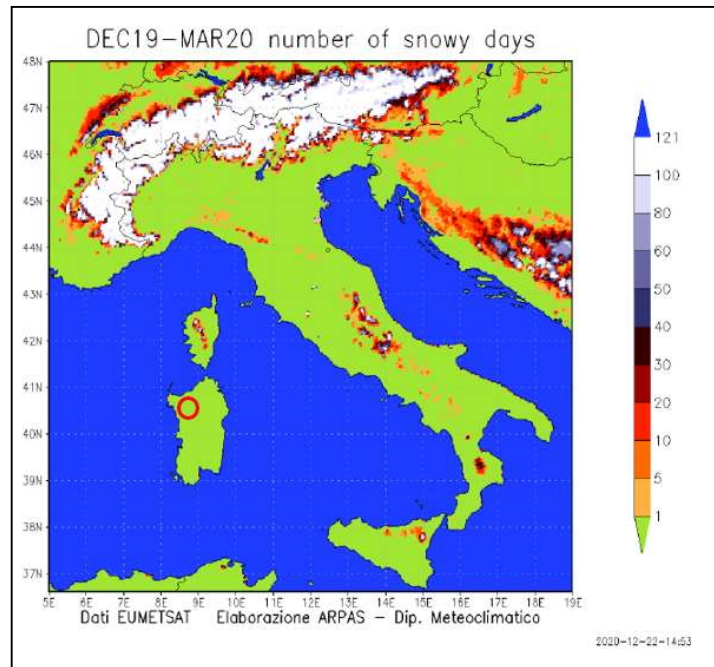 DEC19-MAR20 number of snowy days
48N
47N
46N
45N
44N
43N
42N
41N
40N
39N
38N
37N
5E 6E 7E 8E 9E 10E 11E 12E 13E 14E 15E 16E 17E 18E 19E
121
100
80
60
50
40
30
20
10
5
1
Dati EUMETSAT Elaborazione ARPAS - Dip. Meteoclimatico
2020-12-22-14:53